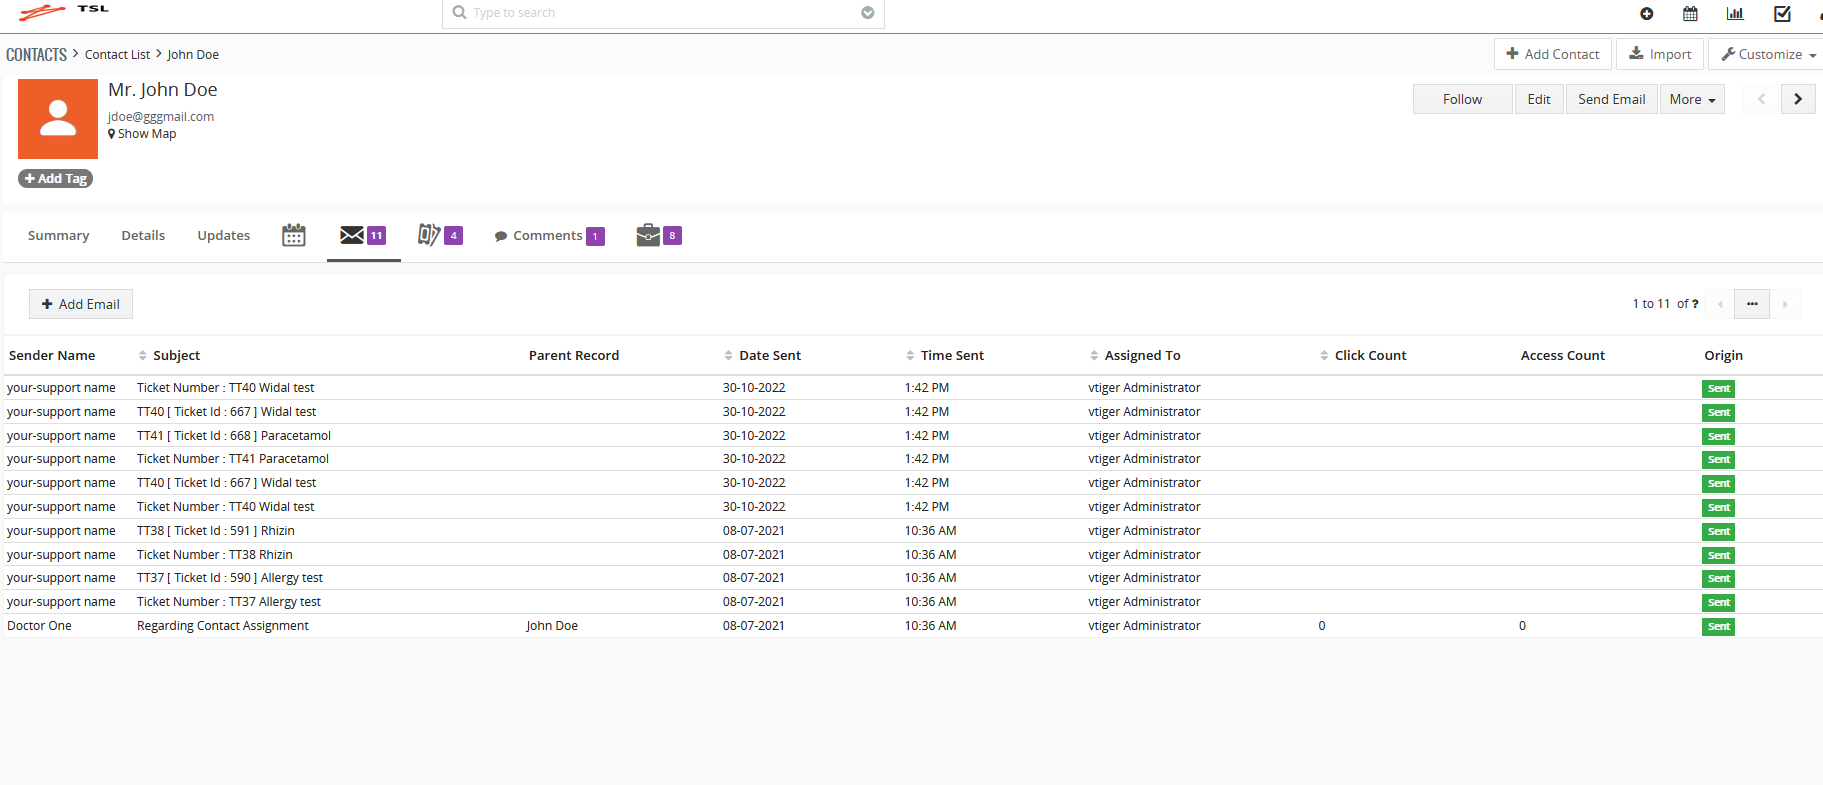 TSL
Type to search
CONTACTS > Contact List > John Doe
+ Add Contact Import Customize
Mr. John Doe
jdoe@gggmail.com
Show Map
+ Add Tag
Follow Edit Send Email More
Summary Details Updates 11 4 Comments 1 8
+ Add Email
1 to 11 of ?
Sender Name Subject Parent Record Date Sent Time Sent Assigned To Click Count Access Count Origin
your-support name Ticket Number : TT40 Widal test 30-10-2022 1:42 PM vtiger Administrator Sent
your-support name TT40 [ Ticket Id : 667 ] Widal test 30-10-2022 1:42 PM vtiger Administrator Sent
your-support name TT41 [ Ticket Id : 668 ] Paracetamol 30-10-2022 1:42 PM vtiger Administrator Sent
your-support name Ticket Number : TT41 Paracetamol 30-10-2022 1:42 PM vtiger Administrator Sent
your-support name TT40 [ Ticket Id : 667 ] Widal test 30-10-2022 1:42 PM vtiger Administrator Sent
your-support name Ticket Number : TT40 Widal test 30-10-2022 1:42 PM vtiger Administrator Sent
your-support name TT38 [ Ticket Id : 591 ] Rhizin 08-07-2021 10:36 AM vtiger Administrator Sent
your-support name Ticket Number : TT38 Rhizin 08-07-2021 10:36 AM vtiger Administrator Sent
your-support name TT37 [ Ticket Id : 590 ] Allergy test 08-07-2021 10:36 AM vtiger Administrator Sent
your-support name Ticket Number : TT37 Allergy test 08-07-2021 10:36 AM vtiger Administrator Sent
Doctor One Regarding Contact Assignment John Doe 08-07-2021 10:36 AM vtiger Administrator 0 0 Sent